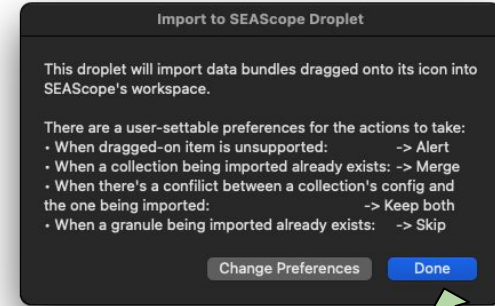 Import to SEAScope Droplet
This droplet will import data bundles dragged onto its icon into
SEAScope's workspace.
There are a user-settable preferences for the actions to take:
• When dragged-on item is unsupported: -> Alert
• When a collection being imported already exists: -> Merge
• When there's a confilict between a collection's config and
the one being imported: -> Keep both
• When a granule being imported already exists: -> Skip
Change Preferences Done